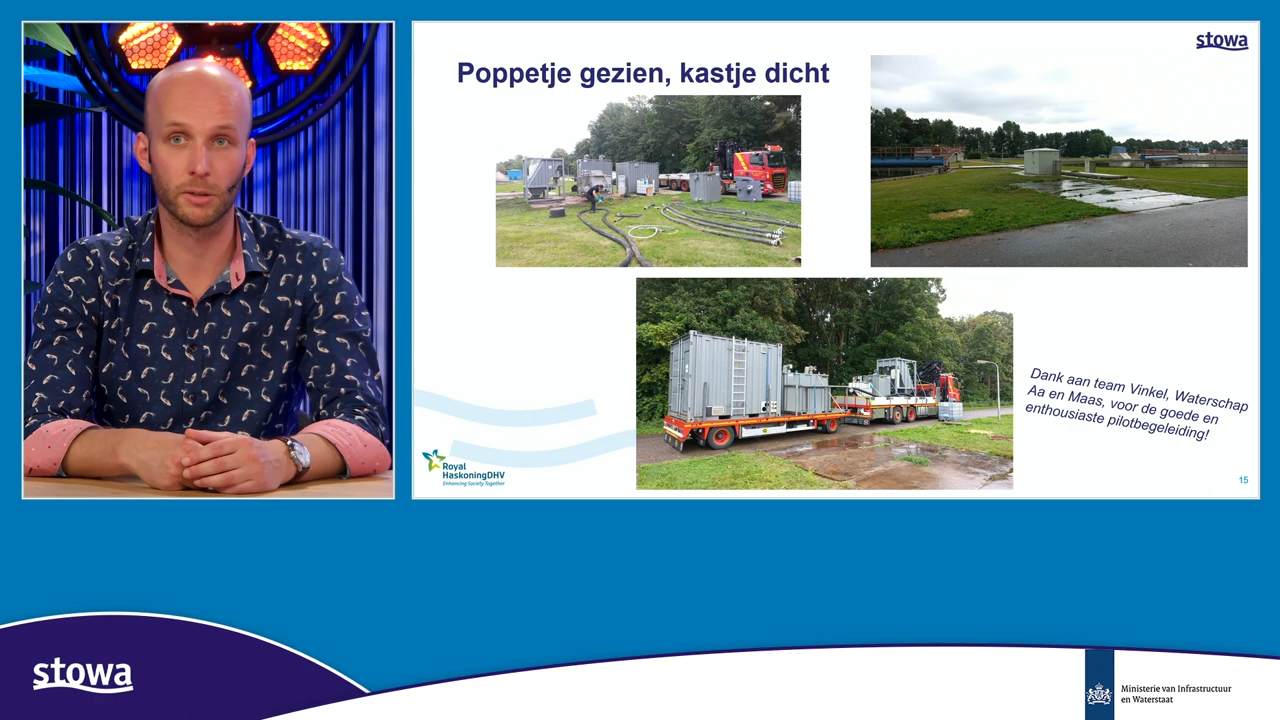 stowa
Poppetje gezien, kastje dicht
Dank aan team Vinkel, Waterschap
Aa en Maas, voor de goede en
enthousiaste pilotbegeleiding!
Royal
HaskoningDHV
Enhancing Society Together
15
stowa
Ministerie van Infrastructuur
en Waterstaat